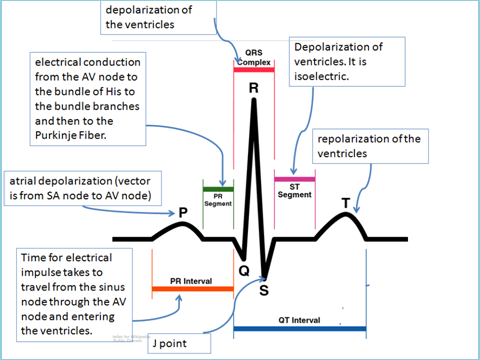 depolarization of
the ventricles
QRS
Complex
Depolarization of
ventricles. It is
isoelectric.
electrical conduction
from the AV node to
the bundle of His to
the bundle branches
and then to the
Purkinje Fiber.
R
repolarization of the
ventricles
atrial depolarization (vector
is from SA node to AV node)
P
PR
Segment
ST
Segment
T
Time for electrical
impulse takes to
travel from the sinus
node through the AV
node and entering
the ventricles.
Q
PR Interval
S
QT Interval
J point